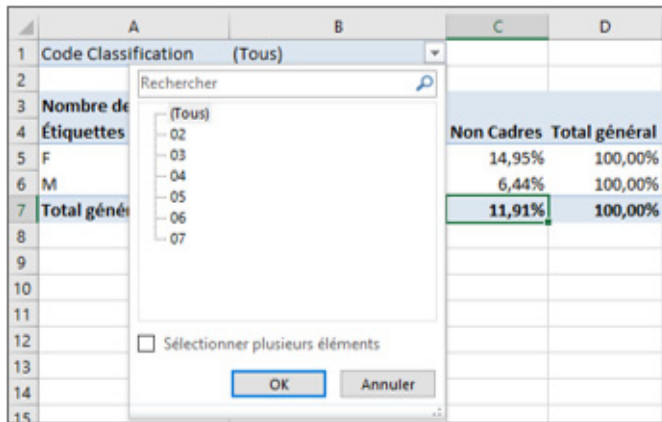 A B C D
1 Code Classification (Tous)
2 Rechercher
3 Nombre de
(Tous)
4 Étiquettes 02 Non Cadres Total général
5 F 03 14,95% 100,00%
6 M 04 6,44% 100,00%
05
7 Total génér 06 11,91% 100,00%
8 07
9
10
11
12 Sélectionner plusieurs éléments
13
14 OK Annuler
15